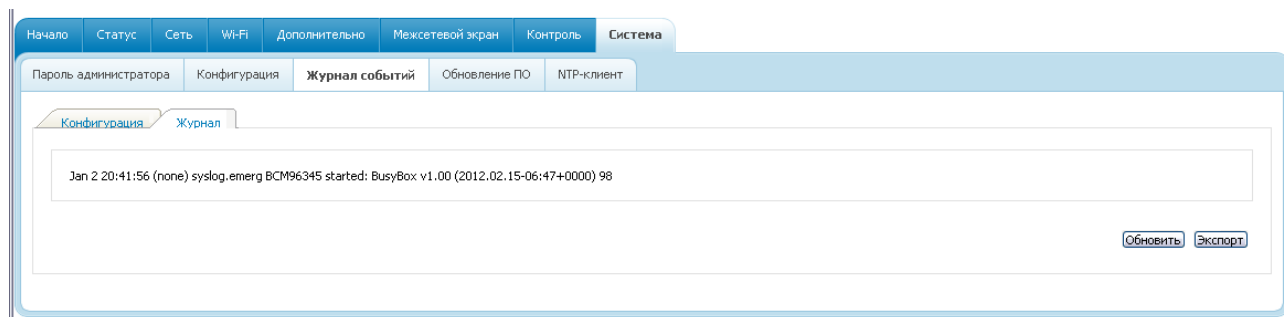 Начало Статус Сеть Wi-Fi Дополнительно Межсетевой экран Контроль Система
Пароль администратора Конфигурация Журнал событий Обновление ПО NTP-клиент
Конфигурация Журнал
Jan 2 20:41:56 (none) syslog.emerg BCM96345 started: BusyBox v1.00 (2012.02.15-06:47+0000) 98
Обновить Экспорт